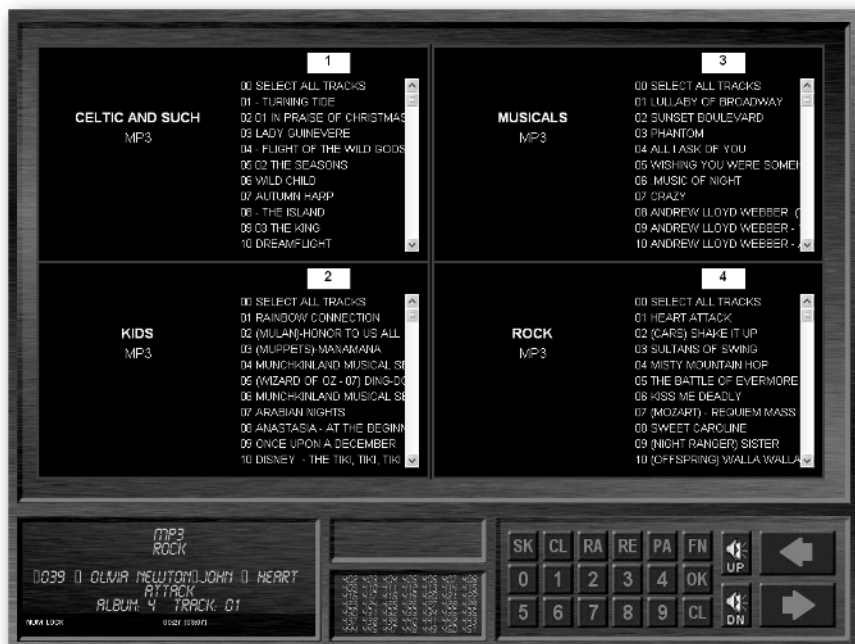 1
CELTIC AND SUCH
MP3
00 SELECT ALL TRACKS
01 - TURNING TIDE
02 01 IN PRAISE OF CHRISTMAS
03 LADY GUINEVERE
04 - FLIGHT OF THE WILD GODS
05 02 THE SEASONS
06 WILD CHILD
07 AUTUMN HARP
08 - THE ISLAND
09 03 THE KING
10 DREAMFLIGHT
3
MUSICALS
MP3
00 SELECT ALL TRACKS
01 LULLABY OF BROADWAY
02 SUNSET BOULEVARD
03 PHANTOM
04 ALL I ASK OF YOU
05 WISHING YOU WERE SOMEH
06 .MUSIC OF NIGHT
07 CRAZY
08 ANDREW LLOYD WEBBER (
09 ANDREW LLOYD WEBBER -
10 ANDREW LLOYD WEBBER -
2
KIDS
MP3
00 SELECT ALL TRACKS
01 RAINBOW CONNECTION
02 (MULAN)-HONOR TO US ALL
03 (MUPPETS)-MANAMANA
04 MUNCHKINLAND MUSICAL SE
05 (WIZARD OF OZ - 07) DING-DO
06 MUNCHKINLAND MUSICAL SE
07 ARABIAN NIGHTS
08 ANASTASIA - AT THE BEGINN
09 ONCE UPON A DECEMBER
10 DISNEY - THE TIKI, TIKI, TIKI
4
ROCK
MP3
00 SELECT ALL TRACKS
01 HEART ATTACK
02 (CARS) SHAKE IT UP
03 SULTANS OF SWING
04 MISTY MOUNTAIN HOP
05 THE BATTLE OF EVERMORE
06 KISS ME DEADLY
07 (MOZART) - REQUIEM MASS
08 SWEET CAROLINE
09 (NIGHT RANGER) SISTER
10 (OFFSPRING) WALLA WALLA
MP3
ROCK
▯039 ▯ OLIVIA NEWTON▯JOHN ▯ HEART
ATTACK
ALBUM: 4 TRACK: 01
NUM LOCK 00:27 (03:07)
SK CL RA RE PA FN
UP
0 1 2 3 4 OK
5 6 7 8 9 CL
DN